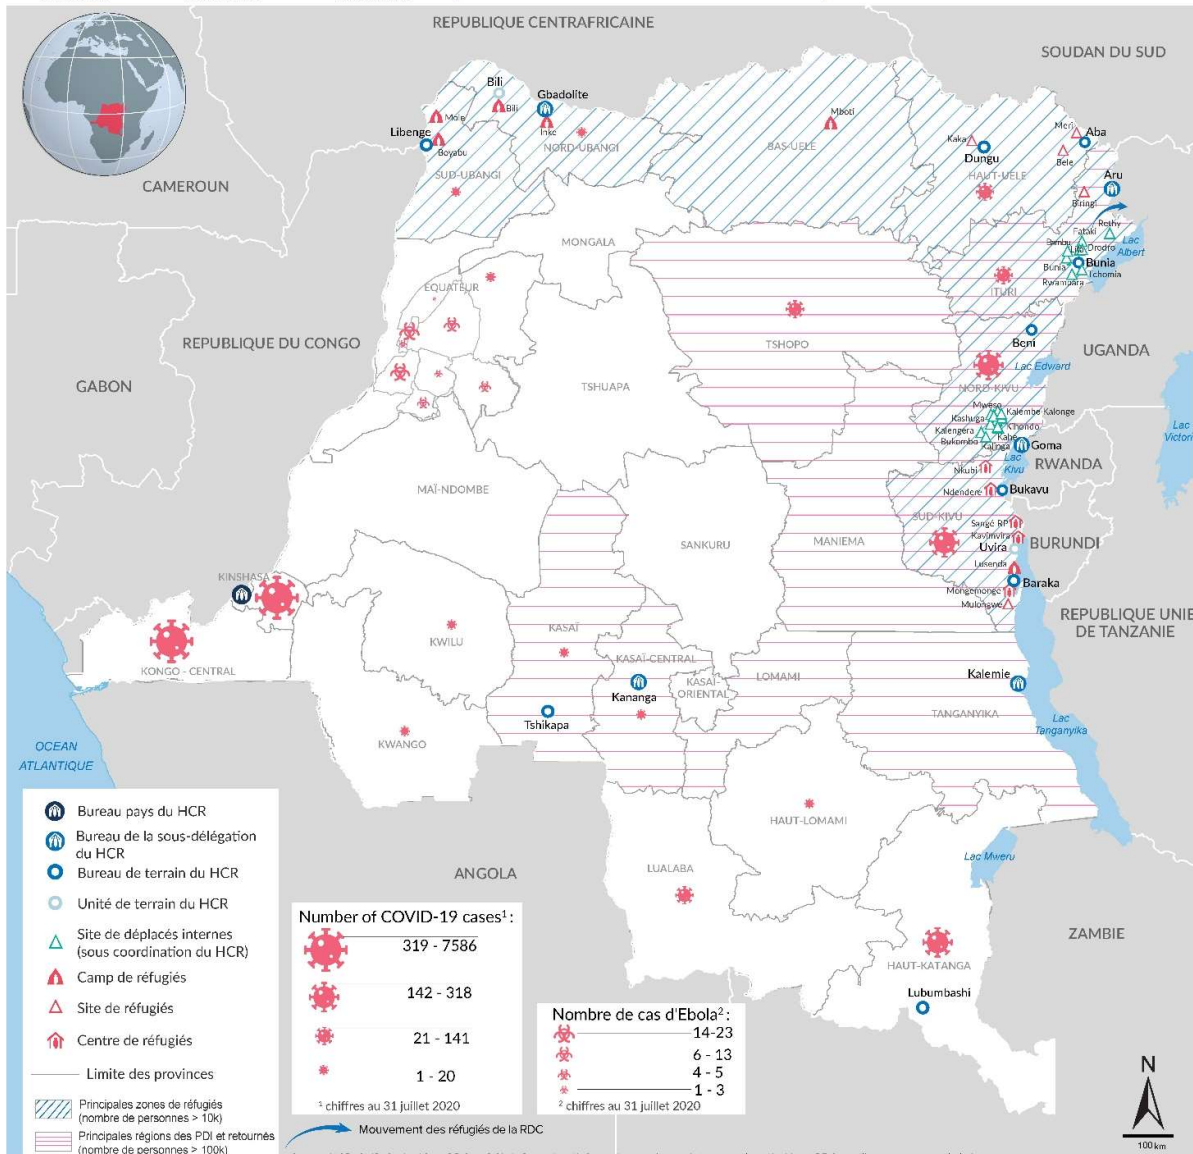 REPUBLIQUE CENTRAFRICAINE
SOUDAN DU SUD
CAMEROUN
GABON
REPUBLIQUE DU CONGO
UGANDA
RWANDA
BURUNDI
REPUBLIQUE UNIE
DE TANZANIE
ZAMBIE
ANGOLA
OCEAN
ATLANTIQUE
Bili
Bili
Gbadolite
Inke
NORD-UBANGI
Mole
Libenge
Boyabu
SUD-UBANGI
Mboti
BAS-UELE
Kaka
Dungu
HAUT-UELE
Meri
Aba
Bele
Aru
Biringi
Rethy
Fataki
Drodro
Lac
Albert
Bunia
Bunia
Tchomia
Rwampara
ITURI
MONGALA
EQUATEUR
TSHOPO
TSHUAPA
Beni
Lac Edward
NORD-KIVU
Mweso
Kashuga
Kalembe Kalonge
Kalengera
Kihondo
Bukombo
Kahe
Kalinga
Goma
Lac
Kivu
Lac
Victoria
Nkubi
Ndendere
Bukavu
SUD-KIVU
Sangé RP
Kavimvira
Uvira
Lusenda
Baraka
Mongemonge
Mulongwe
MAÏ-NDOMBE
SANKURU
MANIEMA
KINSHASA
KONGO - CENTRAL
KWILU
KASAÏ
KASAÏ-CENTRAL
KASAÏ-
ORIENTAL
LOMAMI
Kananga
Tshikapa
KWANGO
Kalemie
TANGANYIKA
Lac
Tanganyika
HAUT-LOMAMI
LUALABA
Lac Mweru
HAUT-KATANGA
Lubumbashi
Bureau pays du HCR
Bureau de la sous-délégation
du HCR
Bureau de terrain du HCR
Unité de terrain du HCR
Site de déplacés internes
(sous coordination du HCR)
Camp de réfugiés
Site de réfugiés
Centre de réfugiés
Limite des provinces
Principales zones de réfugiés
(nombre de personnes > 10k)
Principales régions des PDI et retournés
(nombre de personnes > 100k)
Number of COVID-19 cases¹ :
319 - 7586
142 - 318
21 - 141
1 - 20
¹ chiffres au 31 juillet 2020
Nombre de cas d'Ebola² :
14-23
6 - 13
4 - 5
1 - 3
² chiffres au 31 juillet 2020
Mouvement des réfugiés de la RDC
N
100 km